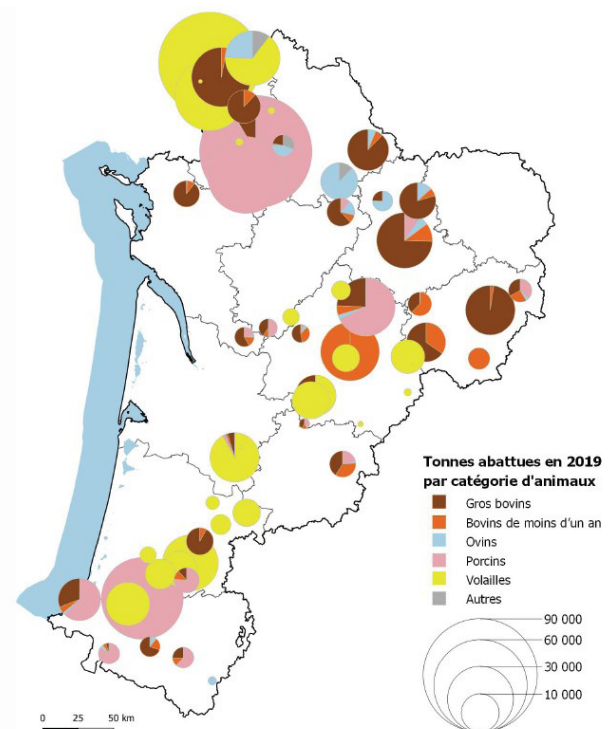 Tonnes abattues en 2019
par catégorie d'animaux
Gros bovins
Bovins de moins d'un an
Ovins
Porcins
Volailles
Autres
90 000
60 000
30 000
10 000
0 25 50 km